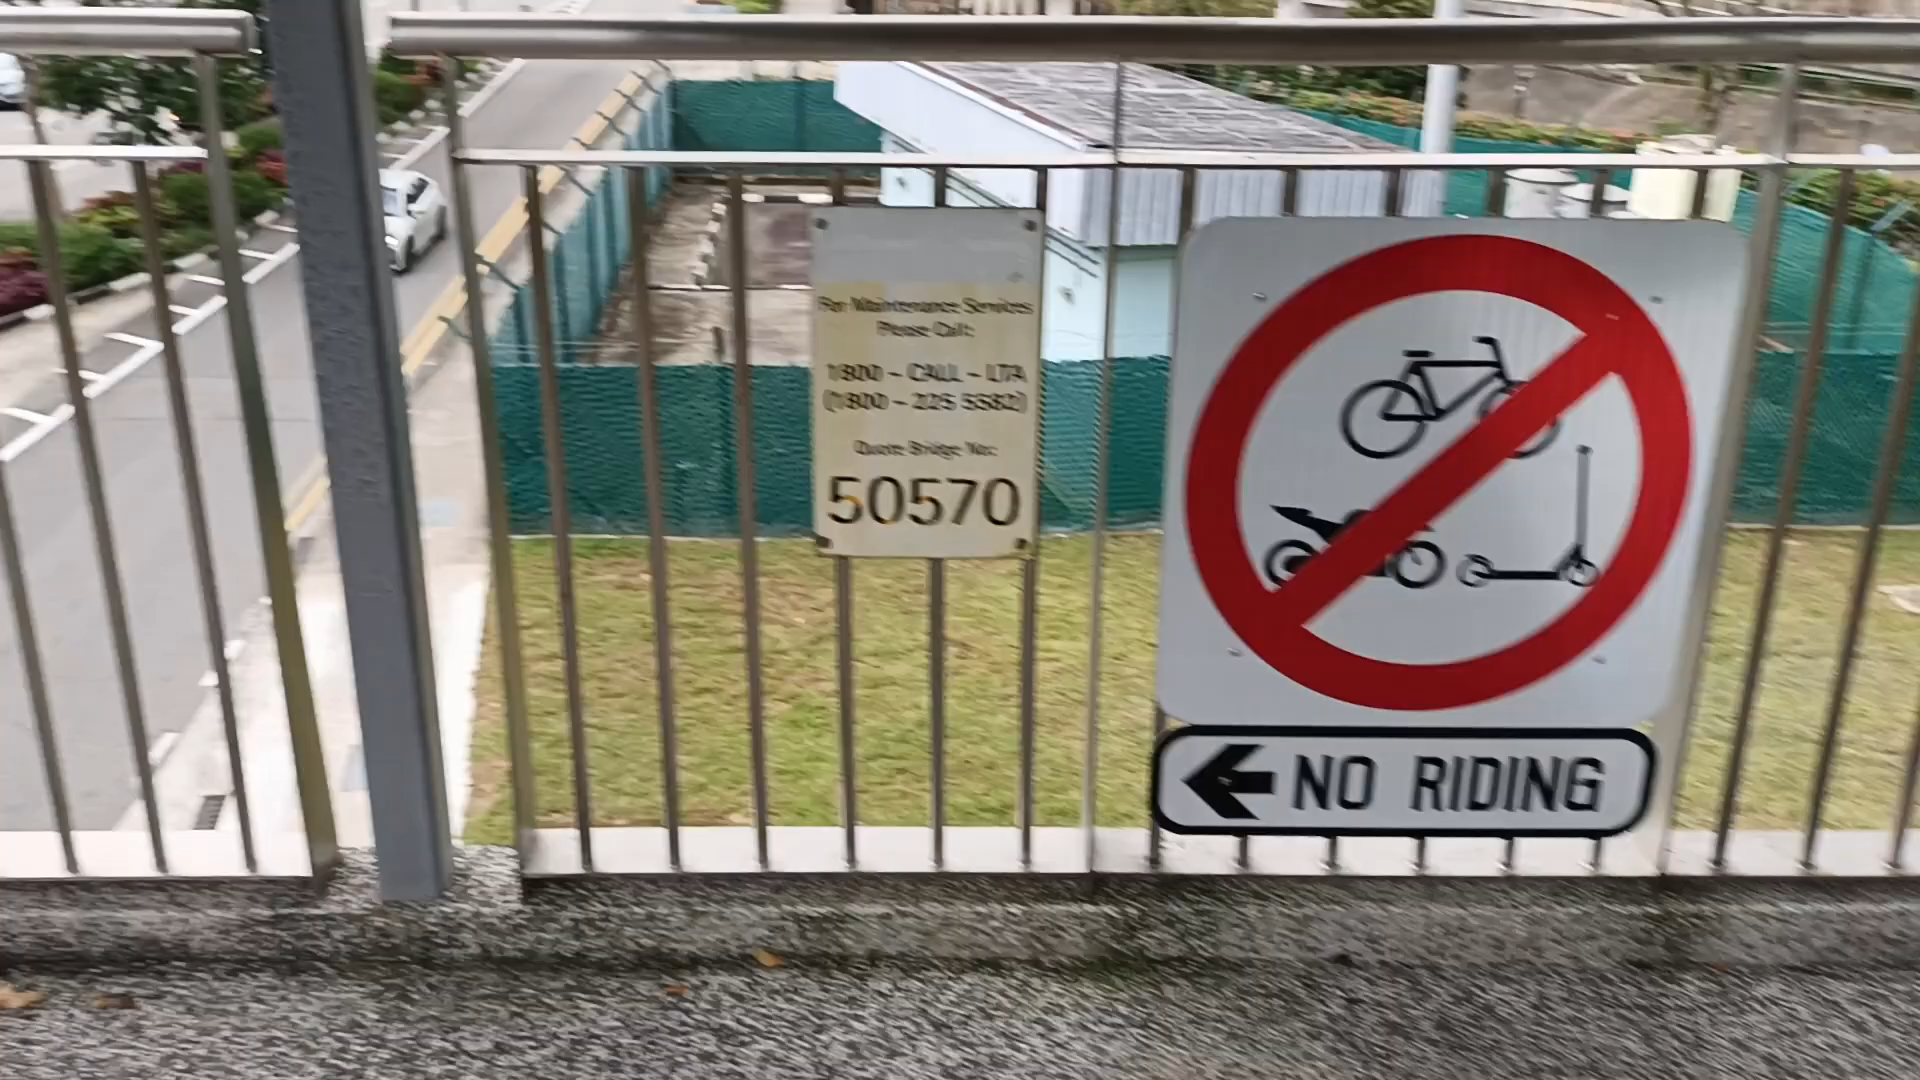 For Maintenance Services
Please Call:
1800 - CALL - LTA
(1800 - 225 5582)
Quote Bridge No:
50570
NO RIDING